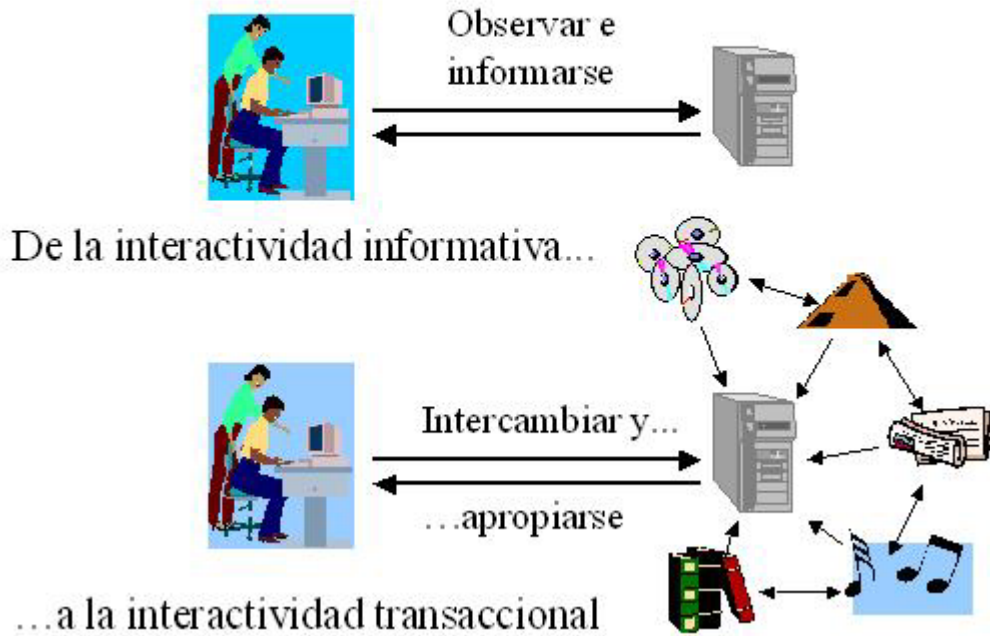 Observar e
informarse
De la interactividad informativa...
Intercambiar y...
...apropiarse
...a la interactividad transaccional